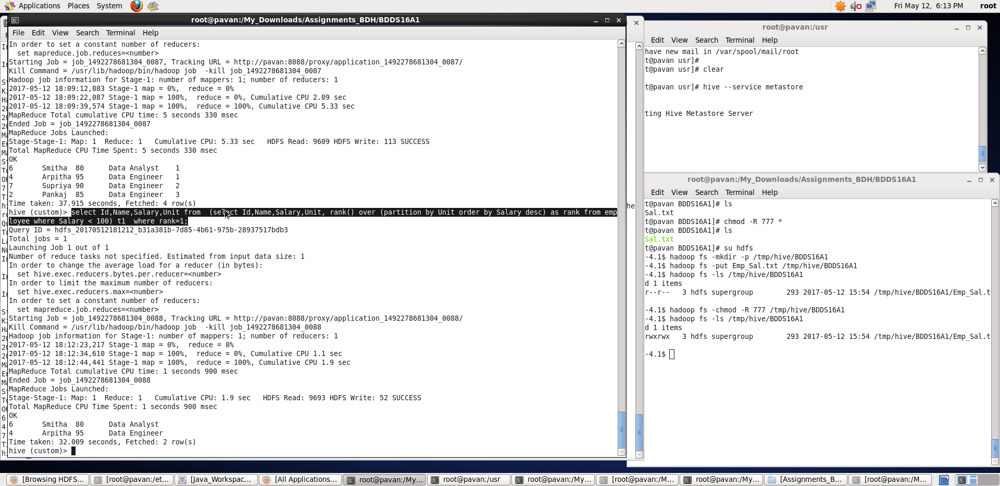 Applications Places System
Fri May 12, 6:13 PM root
root@pavan:/My_Downloads/Assignments_BDH/BDDS16A1
File Edit View Search Terminal Help
In order to set a constant number of reducers:
  set mapreduce.job.reduces=<number>
Starting Job = job_1492278681304_0087, Tracking URL = http://pavan:8088/proxy/application_1492278681304_0087/
Kill Command = /usr/lib/hadoop/bin/hadoop job  -kill job_1492278681304_0087
Hadoop job information for Stage-1: number of mappers: 1; number of reducers: 1
2017-05-12 18:09:12,883 Stage-1 map = 0%,  reduce = 0%
2017-05-12 18:09:22,087 Stage-1 map = 100%,  reduce = 0%, Cumulative CPU 2.09 sec
2017-05-12 18:09:39,574 Stage-1 map = 100%,  reduce = 100%, Cumulative CPU 5.33 sec
MapReduce Total cumulative CPU time: 5 seconds 330 msec
Ended Job = job_1492278681304_0087
MapReduce Jobs Launched:
Stage-Stage-1: Map: 1  Reduce: 1   Cumulative CPU: 5.33 sec   HDFS Read: 9609 HDFS Write: 113 SUCCESS
Total MapReduce CPU Time Spent: 5 seconds 330 msec
OK
6       Smitha  80      Data Analyst    1
4       Arpitha 95      Data Engineer   1
7       Supriya 90      Data Engineer   2
2       Pankaj  85      Data Engineer   3
Time taken: 37.915 seconds, Fetched: 4 row(s)
hive (custom)> select Id,Name,Salary,Unit from  (select Id,Name,Salary,Unit, rank() over (partition by Unit order by Salary desc) as rank from emp
loyee where Salary < 100) t1  where rank=1;
Query ID = hdfs_20170512181212_b31a381b-7d85-4b61-975b-28937517bdb3
Total jobs = 1
Launching Job 1 out of 1
Number of reduce tasks not specified. Estimated from input data size: 1
In order to change the average load for a reducer (in bytes):
  set hive.exec.reducers.bytes.per.reducer=<number>
In order to limit the maximum number of reducers:
  set hive.exec.reducers.max=<number>
In order to set a constant number of reducers:
  set mapreduce.job.reduces=<number>
Starting Job = job_1492278681304_0088, Tracking URL = http://pavan:8088/proxy/application_1492278681304_0088/
Kill Command = /usr/lib/hadoop/bin/hadoop job  -kill job_1492278681304_0088
Hadoop job information for Stage-1: number of mappers: 1; number of reducers: 1
2017-05-12 18:12:23,217 Stage-1 map = 0%,  reduce = 0%
2017-05-12 18:12:34,610 Stage-1 map = 100%,  reduce = 0%, Cumulative CPU 1.1 sec
2017-05-12 18:12:44,441 Stage-1 map = 100%,  reduce = 100%, Cumulative CPU 1.9 sec
MapReduce Total cumulative CPU time: 1 seconds 900 msec
Ended Job = job_1492278681304_0088
MapReduce Jobs Launched:
Stage-Stage-1: Map: 1  Reduce: 1   Cumulative CPU: 1.9 sec   HDFS Read: 9693 HDFS Write: 52 SUCCESS
Total MapReduce CPU Time Spent: 1 seconds 900 msec
OK
6       Smitha  80      Data Analyst
4       Arpitha 95      Data Engineer
Time taken: 32.009 seconds, Fetched: 2 row(s)
hive (custom)>
he
root@pavan:/usr
Edit View Search Terminal Help
have new mail in /var/spool/mail/root
t@pavan usr]#
t@pavan usr]# clear
t@pavan usr]# hive --service metastore
ting Hive Metastore Server
root@pavan:/My_Downloads/Assignments_BDH/BDDS16A1
Edit View Search Terminal Help
t@pavan BDDS16A1]# ls
Sal.txt
t@pavan BDDS16A1]# chmod -R 777 *
t@pavan BDDS16A1]# ls
Sal.txt
t@pavan BDDS16A1]# su hdfs
-4.1$ hadoop fs -mkdir -p /tmp/hive/BDDS16A1
-4.1$ hadoop fs -put Emp_Sal.txt /tmp/hive/BDDS16A1
-4.1$ hadoop fs -ls /tmp/hive/BDDS16A1
d 1 items
r--r--   3 hdfs supergroup        293 2017-05-12 15:54 /tmp/hive/BDDS16A1/Emp_Sal.t
-4.1$ hadoop fs -chmod -R 777 /tmp/hive/BDDS16A1
-4.1$ hadoop fs -ls /tmp/hive/BDDS16A1
d 1 items
rwxrwx   3 hdfs supergroup        293 2017-05-12 15:54 /tmp/hive/BDDS16A1/Emp_Sal.t
-4.1$
[Browsing HDFS... [root@pavan:/et... [Java_Workspac... [All Applications... root@pavan:/My... root@pavan:/usr root@pavan:/My... [root@pavan:/M... root@pavan:/My... [Assignments_B... [root@pavan:/M...